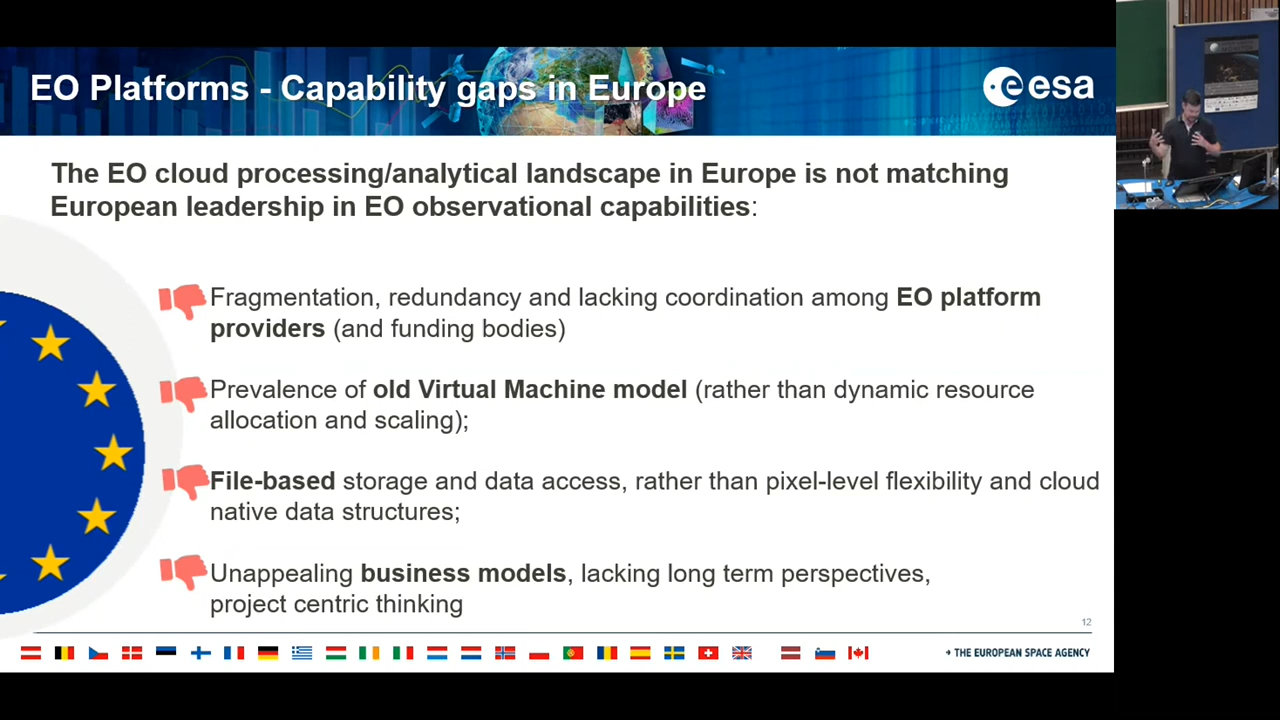 EO Platforms - Capability gaps in Europe
esa
The EO cloud processing/analytical landscape in Europe is not matching
European leadership in EO observational capabilities:
Fragmentation, redundancy and lacking coordination among EO platform
providers (and funding bodies)
Prevalence of old Virtual Machine model (rather than dynamic resource
allocation and scaling);
File-based storage and data access, rather than pixel-level flexibility and cloud
native data structures;
Unappealing business models, lacking long term perspectives,
project centric thinking
12
→ THE EUROPEAN SPACE AGENCY